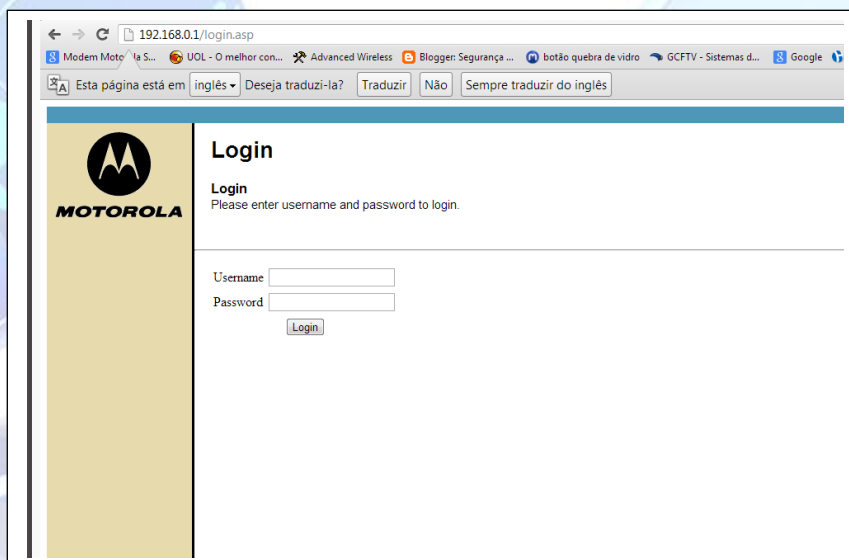 192.168.0.1/login.asp
Modem Moto la S... UOL - O melhor con... Advanced Wireless Blogger: Segurança ... botão quebra de vidro GCFTV - Sistemas d... Google
Esta página está em inglês Deseja traduzi-la? Traduzir Não Sempre traduzir do inglês
MOTOROLA
Login
Login
Please enter username and password to login.
Username
Password
Login